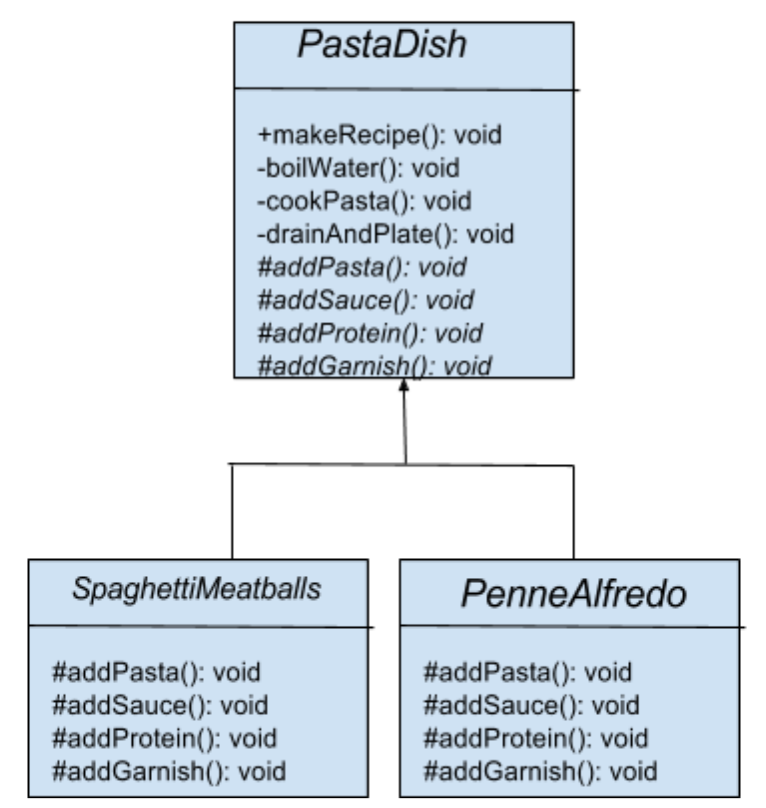 PastaDish
+makeRecipe(): void
-boilWater(): void
-cookPasta(): void
-drainAndPlate(): void
#addPasta(): void
#addSauce(): void
#addProtein(): void
#addGarnish(): void
SpaghettiMeatballs
#addPasta(): void
#addSauce(): void
#addProtein(): void
#addGarnish(): void
PenneAlfredo
#addPasta(): void
#addSauce(): void
#addProtein(): void
#addGarnish(): void